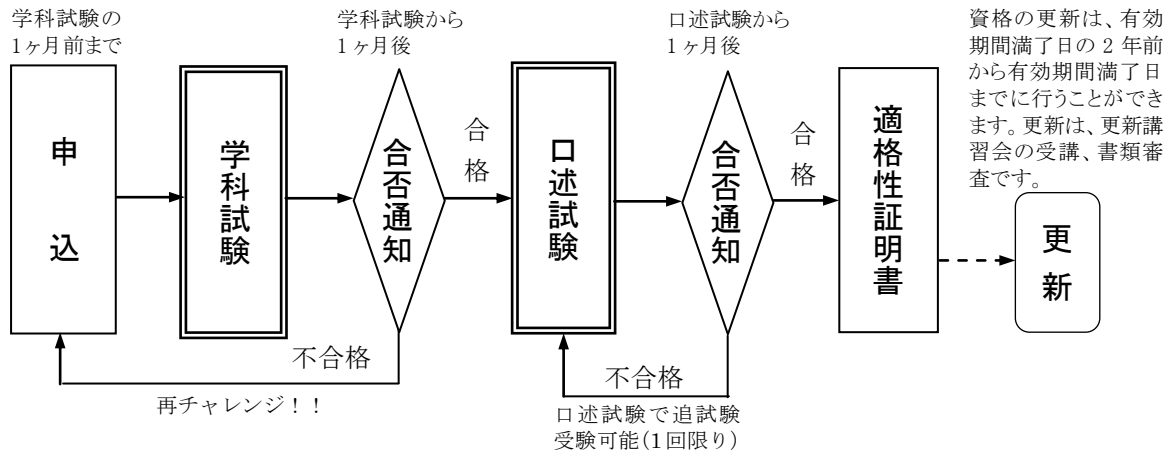 学科試験の
1ヶ月前まで
申込
学科試験
学科試験から
1ヶ月後
合否通知
合格
不合格
再チャレンジ！！
口述試験
口述試験から
1ヶ月後
合否通知
合格
不合格
口述試験で追試験
受験可能(1回限り)
適格性証明書
資格の更新は、有効
期間満了日の 2 年前
から有効期間満了日
までに行うことができ
ます。更新は、更新講
習会の受講、書類審
査です。
更新